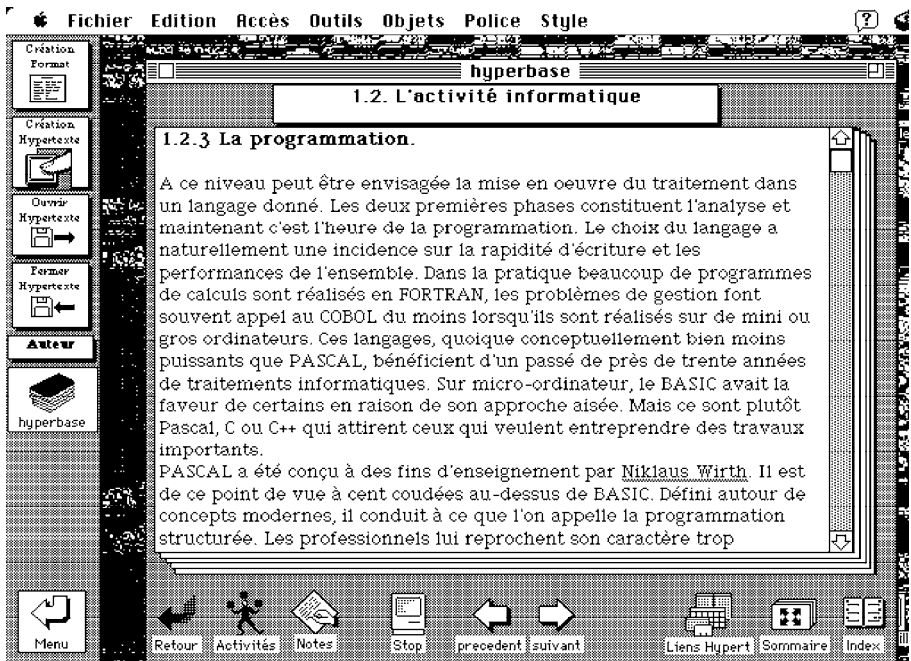 Fichier Edition Accès Outils Objets Police Style
Création
Format
Création
Hypertexte
Ouvrir
Hypertexte
Fermer
Hypertexte
Auteur
hyperbase
Menu
hyperbase
1.2. L'activité informatique
1.2.3 La programmation.
A ce niveau peut être envisagée la mise en oeuvre du traitement dans
un langage donné. Les deux premières phases constituent l'analyse et
maintenant c'est l'heure de la programmation. Le choix du langage a
naturellement une incidence sur la rapidité d'écriture et les
performances de l'ensemble. Dans la pratique beaucoup de programmes
de calculs sont réalisés en FORTRAN, les problèmes de gestion font
souvent appel au COBOL du moins lorsqu'ils sont réalisés sur de mini ou
gros ordinateurs. Ces langages, quoique conceptuellement bien moins
puissants que PASCAL, bénéficient d'un passé de près de trente années
de traitements informatiques. Sur micro-ordinateur, le BASIC avait la
faveur de certains en raison de son approche aisée. Mais ce sont plutôt
Pascal, C ou C++ qui attirent ceux qui veulent entreprendre des travaux
importants.
PASCAL a été conçu à des fins d'enseignement par Niklaus Wirth. Il est
de ce point de vue à cent coudées au-dessus de BASIC. Défini autour de
concepts modernes, il conduit à ce que l'on appelle la programmation
structurée. Les professionnels lui reprochent son caractère trop
Retour Activités Notes Stop precedent suivant Liens Hypert Sommaire Index